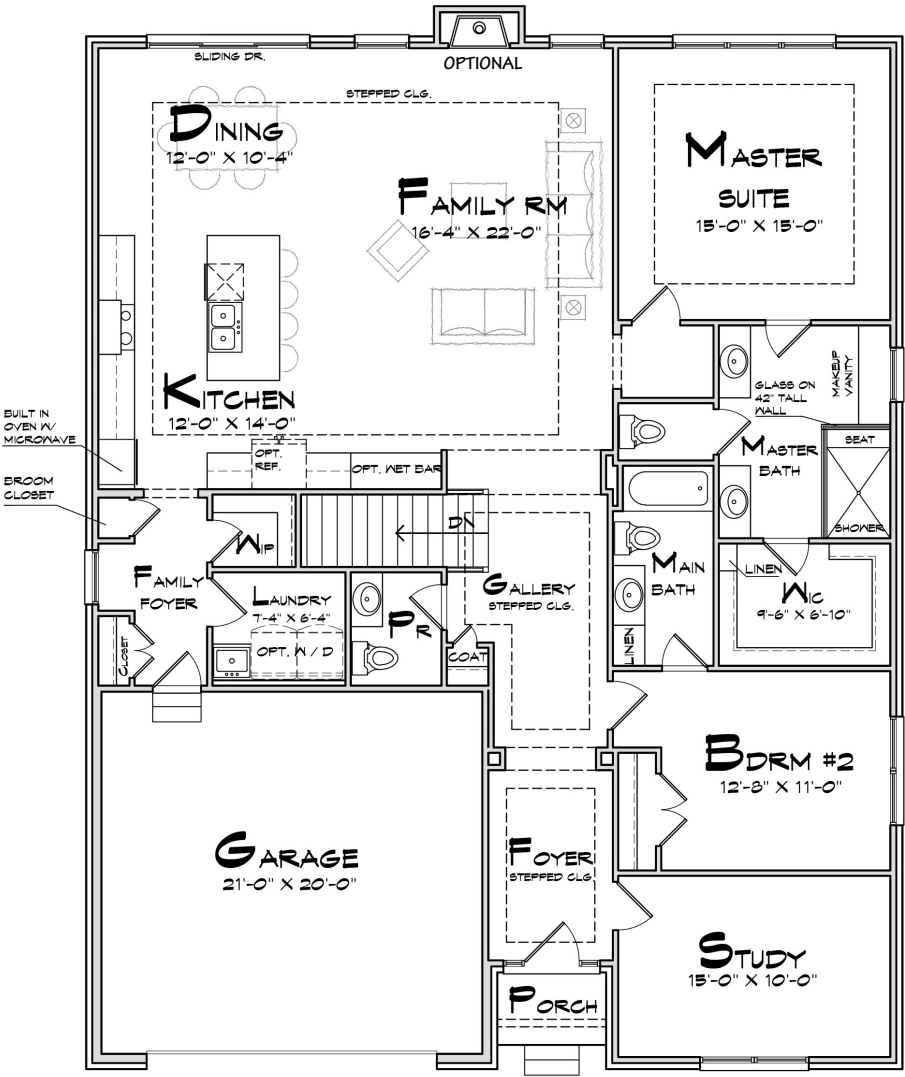 SLIDING DR.
OPTIONAL
STEPPED CLG.
DINING
12'-0" X 10'-4"
FAMILY RM
16'-4" X 22'-0"
MASTER
SUITE
15'-0" X 15'-0"
KITCHEN
12'-0" X 14'-0"
BUILT IN
OVEN W/
MICROWAVE
BROOM
CLOSET
OPT.
REF.
OPT. WET BAR
GLASS ON
42" TALL
WALL
MAKEUP
VANITY
MASTER
BATH
SEAT
SHOWER
DN
WIP
FAMILY
FOYER
LAUNDRY
7'-4" X 6'-4"
OPT. W / D
CLOSET
PR
COAT
GALLERY
STEPPED CLG.
MAIN
BATH
LINEN
LINEN
WIC
9'-6" X 6'-10"
BDRM #2
12'-8" X 11'-0"
GARAGE
21'-0" X 20'-0"
FOYER
STEPPED CLG.
STUDY
15'-0" X 10'-0"
PORCH